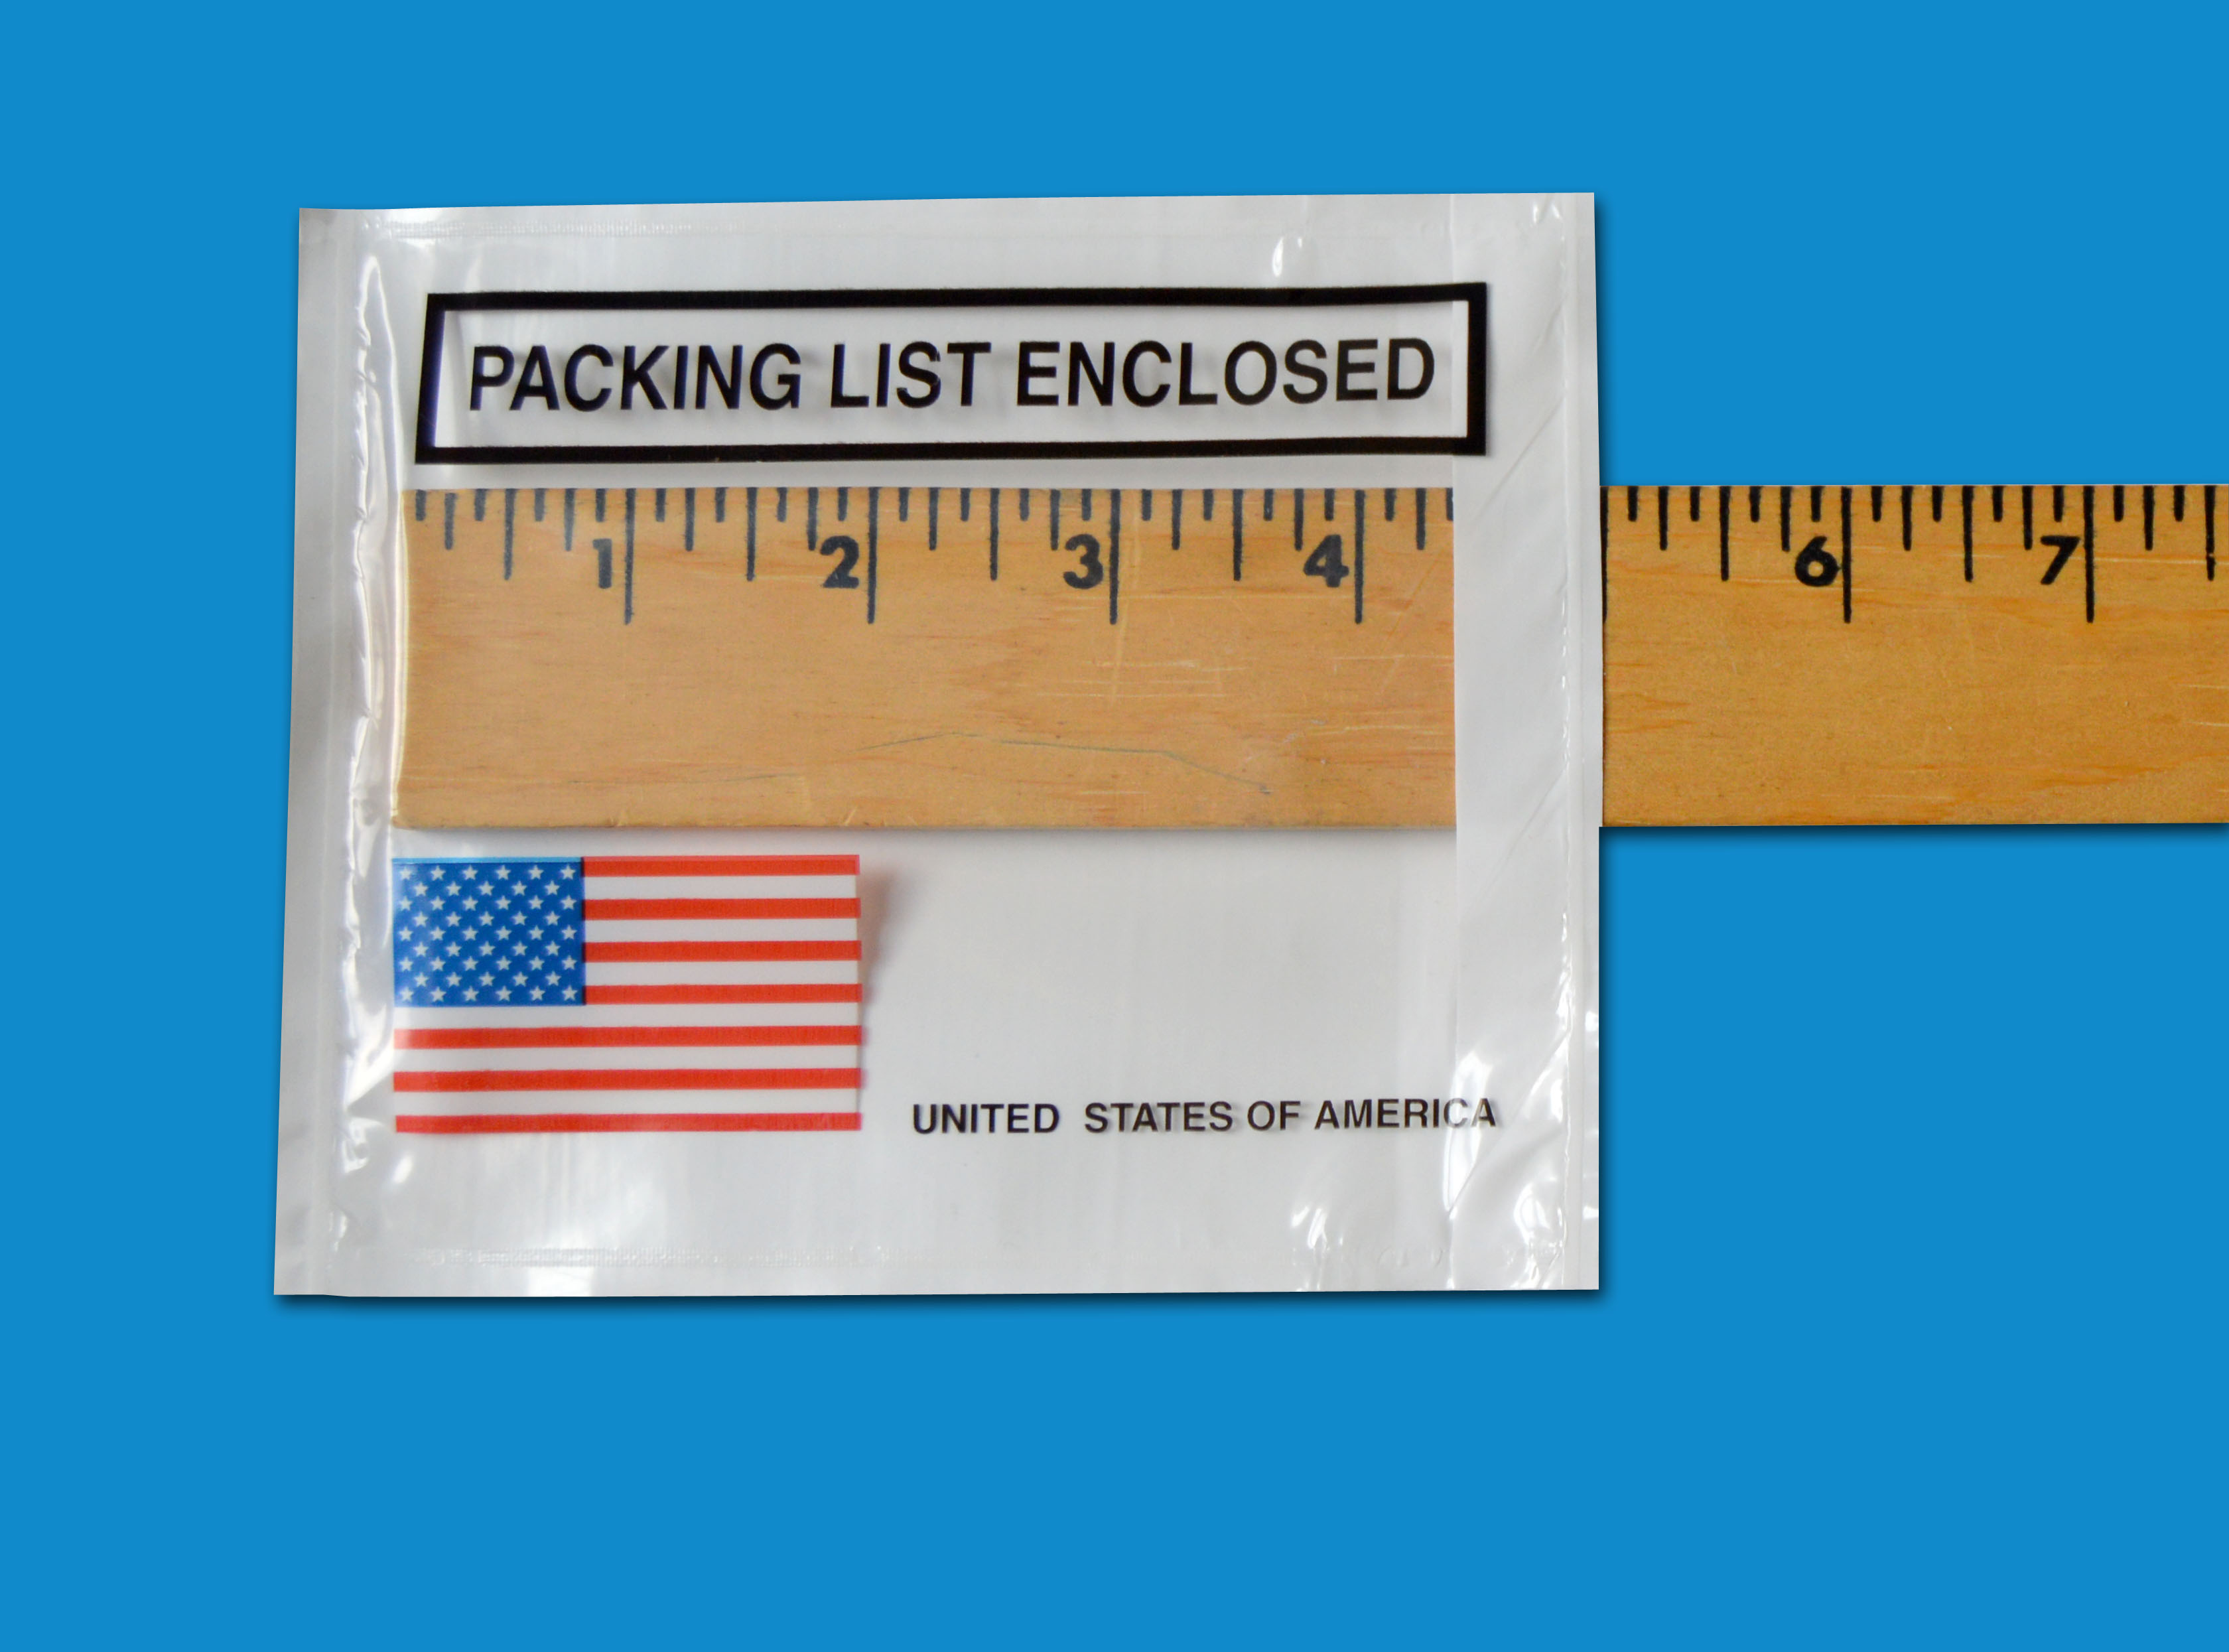 PACKING LIST ENCLOSED
1 2 3 4 6 7
UNITED STATES OF AMERICA